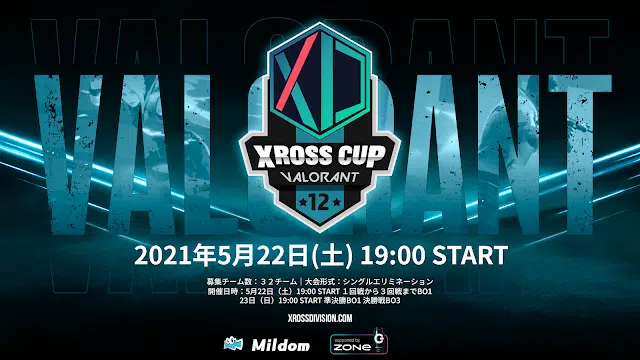 VALORANT
XD
XROSS CUP
VALORANT
12
2021年5月22日(土) 19:00 START
募集チーム数：３２チーム｜大会形式：シングルエリミネーション
開催日時：5月22日（土）19:00 START １回戦から３回戦までBO1
23日（日）19:00 START 準決勝BO1 決勝戦BO3
XROSSDIVISION.COM
Mildom
supported by
ZONe